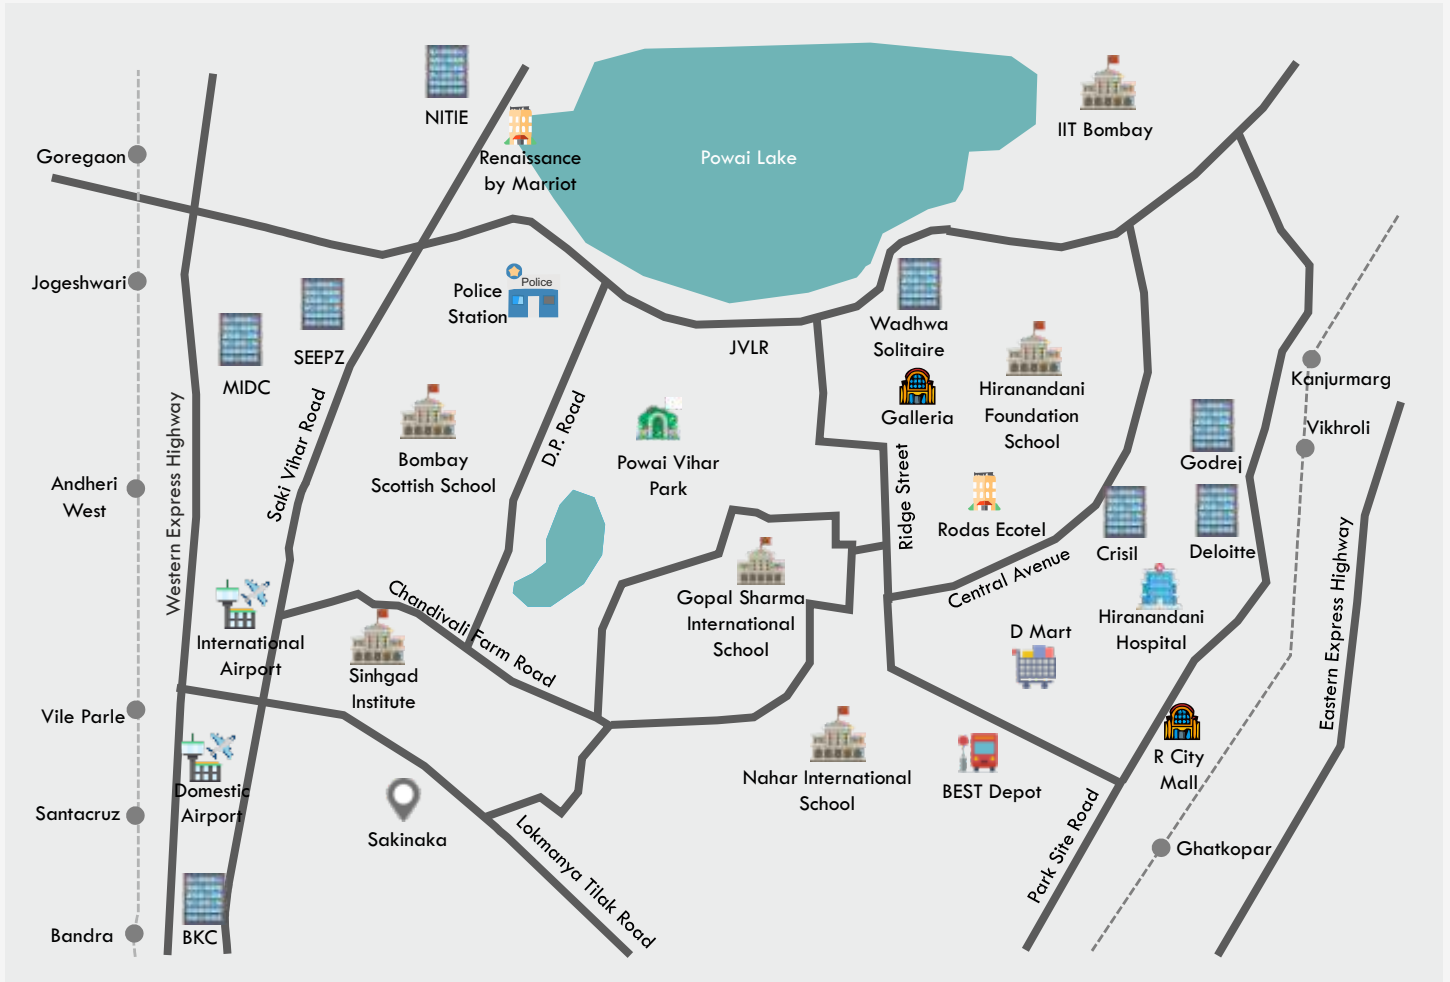 NITIE
IIT Bombay
Goregaon
Renaissance
by Marriot
Powai Lake
Jogeshwari
Police
Station
Police
MIDC
SEEPZ
JVLR
Wadhwa
Solitaire
Galleria
Hiranandani
Foundation
School
Kanjurmarg
Vikhroli
Godrej
Western Express Highway
Saki Vihar Road
Bombay
Scottish School
D.P. Road
Powai Vihar
Park
Ridge Street
Rodas Ecotel
Andheri
West
Crisil
Deloitte
Central Avenue
Eastern Express Highway
International
Airport
Chandivali Farm Road
Sinhgad
Institute
Gopal Sharma
International
School
D Mart
Hiranandani
Hospital
Vile Parle
Domestic
Airport
Nahar International
School
BEST Depot
R City
Mall
Santacruz
Sakinaka
Lokmanya Tilak Road
Park Site Road
Ghatkopar
Bandra
BKC